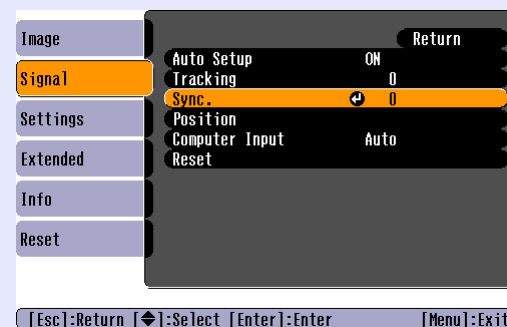 Image
Signal
Settings
Extended
Info
Reset
Return
Auto Setup ON
Tracking 0
Sync. 0
Position
Computer Input Auto
Reset
[Esc]:Return [◆]:Select [Enter]:Enter [Menu]:Exit